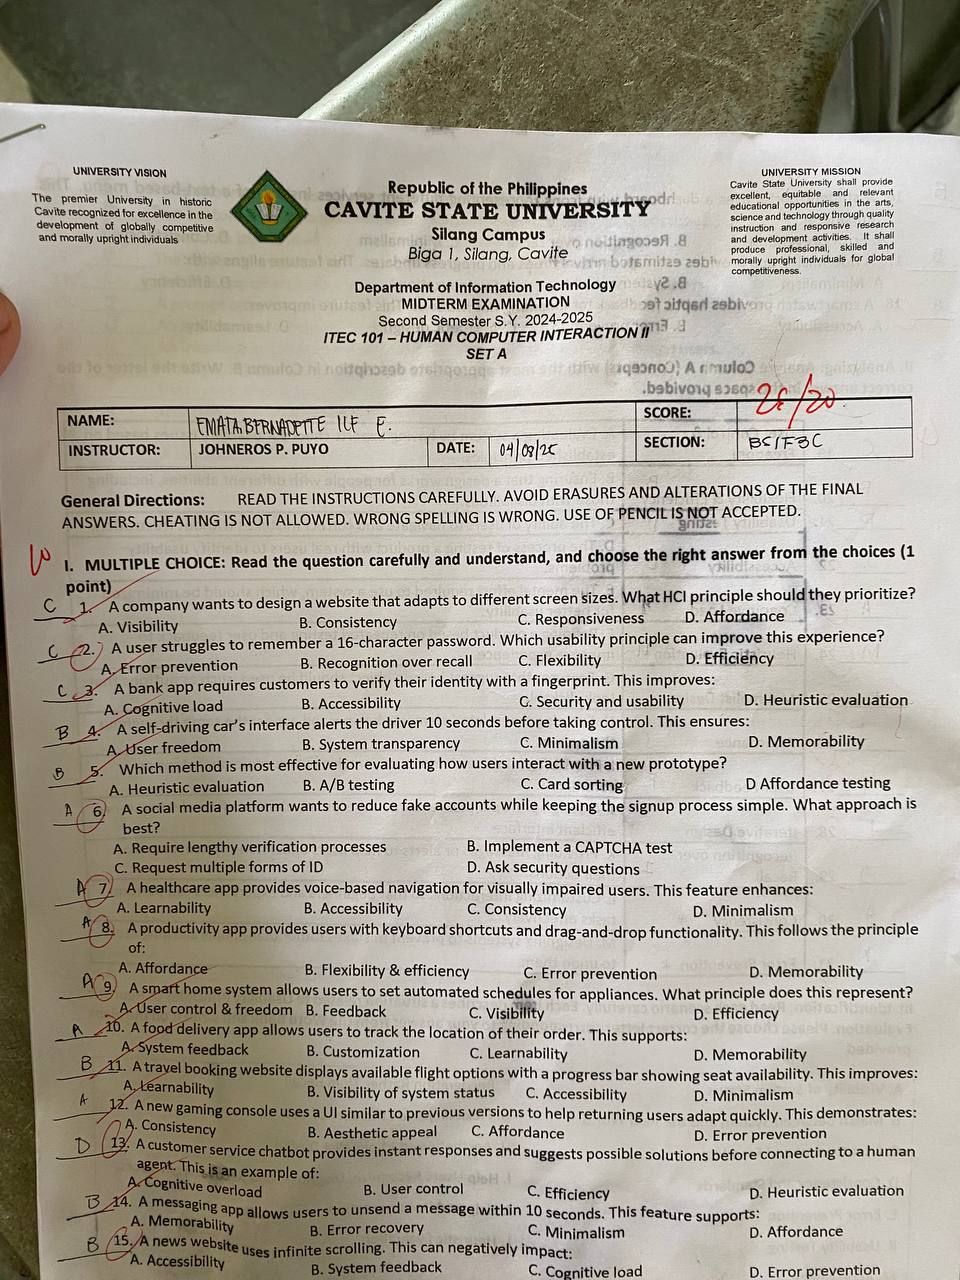 UNIVERSITY VISION
The premier University in historic
Cavite recognized for excellence in the
development of globally competitive
and morally upright individuals
Republic of the Philippines
CAVITE STATE UNIVERSITY
Silang Campus
Biga 1, Silang, Cavite
UNIVERSITY MISSION
Cavite State University shall provide
excellent, equitable and relevant
educational opportunities in the arts,
science and technology through quality
instruction and responsive research
and development activities. It shall
produce professional, skilled and
morally upright individuals for global
competitiveness.
Department of Information Technology
MIDTERM EXAMINATION
Second Semester S.Y. 2024-2025
ITEC 101 – HUMAN COMPUTER INTERACTION II
SET A
NAME: EMATA, BERNADETTE E. SCORE: /20
INSTRUCTOR: JOHNEROS P. PUYO DATE: 04/08/25 SECTION: BSIT3C
General Directions: READ THE INSTRUCTIONS CAREFULLY. AVOID ERASURES AND ALTERATIONS OF THE FINAL
ANSWERS. CHEATING IS NOT ALLOWED. WRONG SPELLING IS WRONG. USE OF PENCIL IS NOT ACCEPTED.
I. MULTIPLE CHOICE: Read the question carefully and understand, and choose the right answer from the choices (1
point)
C 1. A company wants to design a website that adapts to different screen sizes. What HCI principle should they prioritize?
A. Visibility B. Consistency C. Responsiveness D. Affordance
C 2. A user struggles to remember a 16-character password. Which usability principle can improve this experience?
A. Error prevention B. Recognition over recall C. Flexibility D. Efficiency
C 3. A bank app requires customers to verify their identity with a fingerprint. This improves:
A. Cognitive load B. Accessibility C. Security and usability D. Heuristic evaluation
B 4. A self-driving car's interface alerts the driver 10 seconds before taking control. This ensures:
A. User freedom B. System transparency C. Minimalism D. Memorability
B 5. Which method is most effective for evaluating how users interact with a new prototype?
A. Heuristic evaluation B. A/B testing C. Card sorting D Affordance testing
A 6. A social media platform wants to reduce fake accounts while keeping the signup process simple. What approach is
best?
A. Require lengthy verification processes B. Implement a CAPTCHA test
C. Request multiple forms of ID D. Ask security questions
A 7. A healthcare app provides voice-based navigation for visually impaired users. This feature enhances:
A. Learnability B. Accessibility C. Consistency D. Minimalism
A 8. A productivity app provides users with keyboard shortcuts and drag-and-drop functionality. This follows the principle
of:
A. Affordance B. Flexibility & efficiency C. Error prevention D. Memorability
A 9. A smart home system allows users to set automated schedules for appliances. What principle does this represent?
A. User control & freedom B. Feedback C. Visibility D. Efficiency
A 10. A food delivery app allows users to track the location of their order. This supports:
A. System feedback B. Customization C. Learnability D. Memorability
B 11. A travel booking website displays available flight options with a progress bar showing seat availability. This improves:
A. Learnability B. Visibility of system status C. Accessibility D. Minimalism
A 12. A new gaming console uses a UI similar to previous versions to help returning users adapt quickly. This demonstrates:
A. Consistency B. Aesthetic appeal C. Affordance D. Error prevention
D 13. A customer service chatbot provides instant responses and suggests possible solutions before connecting to a human
agent. This is an example of:
A. Cognitive overload B. User control C. Efficiency D. Heuristic evaluation
B 14. A messaging app allows users to unsend a message within 10 seconds. This feature supports:
A. Memorability B. Error recovery C. Minimalism D. Affordance
B 15. A news website uses infinite scrolling. This can negatively impact:
A. Accessibility B. System feedback C. Cognitive load D. Error prevention